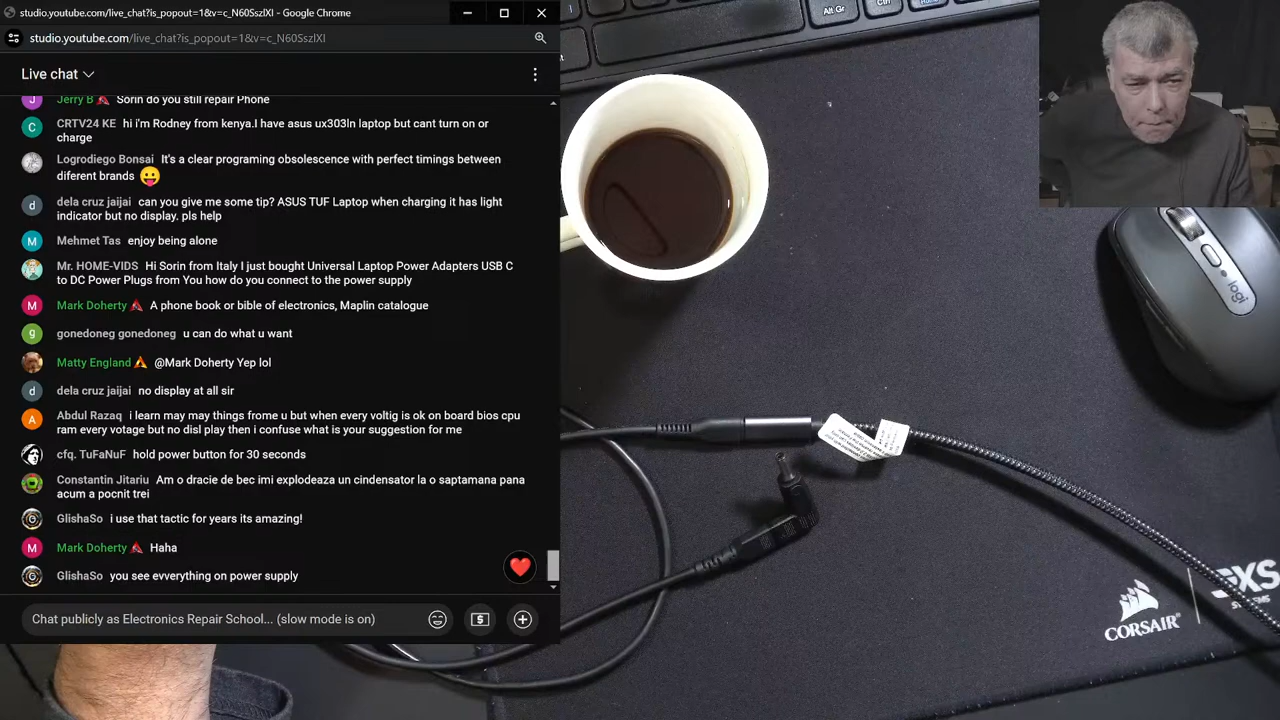 studio.youtube.com/live_chat?is_popout=1&v=c_N60SszlXI - Google Chrome
studio.youtube.com/live_chat?is_popout=1&v=c_N60SszlXI
Live chat
Jerry B Sorin do you still repair Phone
CRTV24 KE hi i'm Rodney from kenya.I have asus ux303ln laptop but cant turn on or
charge
Logrodiego Bonsai It's a clear programing obsolescence with perfect timings between
diferent brands
dela cruz jaijai can you give me some tip? ASUS TUF Laptop when charging it has light
indicator but no display. pls help
Mehmet Tas enjoy being alone
Mr. HOME-VIDS Hi Sorin from Italy I just bought Universal Laptop Power Adapters USB C
to DC Power Plugs from You how do you connect to the power supply
Mark Doherty A phone book or bible of electronics, Maplin catalogue
gonedoneg gonedoneg u can do what u want
Matty England @Mark Doherty Yep lol
dela cruz jaijai no display at all sir
Abdul Razaq i learn may may things frome u but when every voltig is ok on board bios cpu
ram every votage but no disl play then i confuse what is your suggestion for me
cfq. TuFaNuF hold power button for 30 seconds
Constantin Jitariu Am o dracie de bec imi explodeaza un cindensator la o saptamana pana
acum a pocnit trei
GlishaSo i use that tactic for years its amazing!
Mark Doherty Haha
GlishaSo you see evverything on power supply
Chat publicly as Electronics Repair School... (slow mode is on)
Alt Gr
Ctrl
logi
CORSAIR